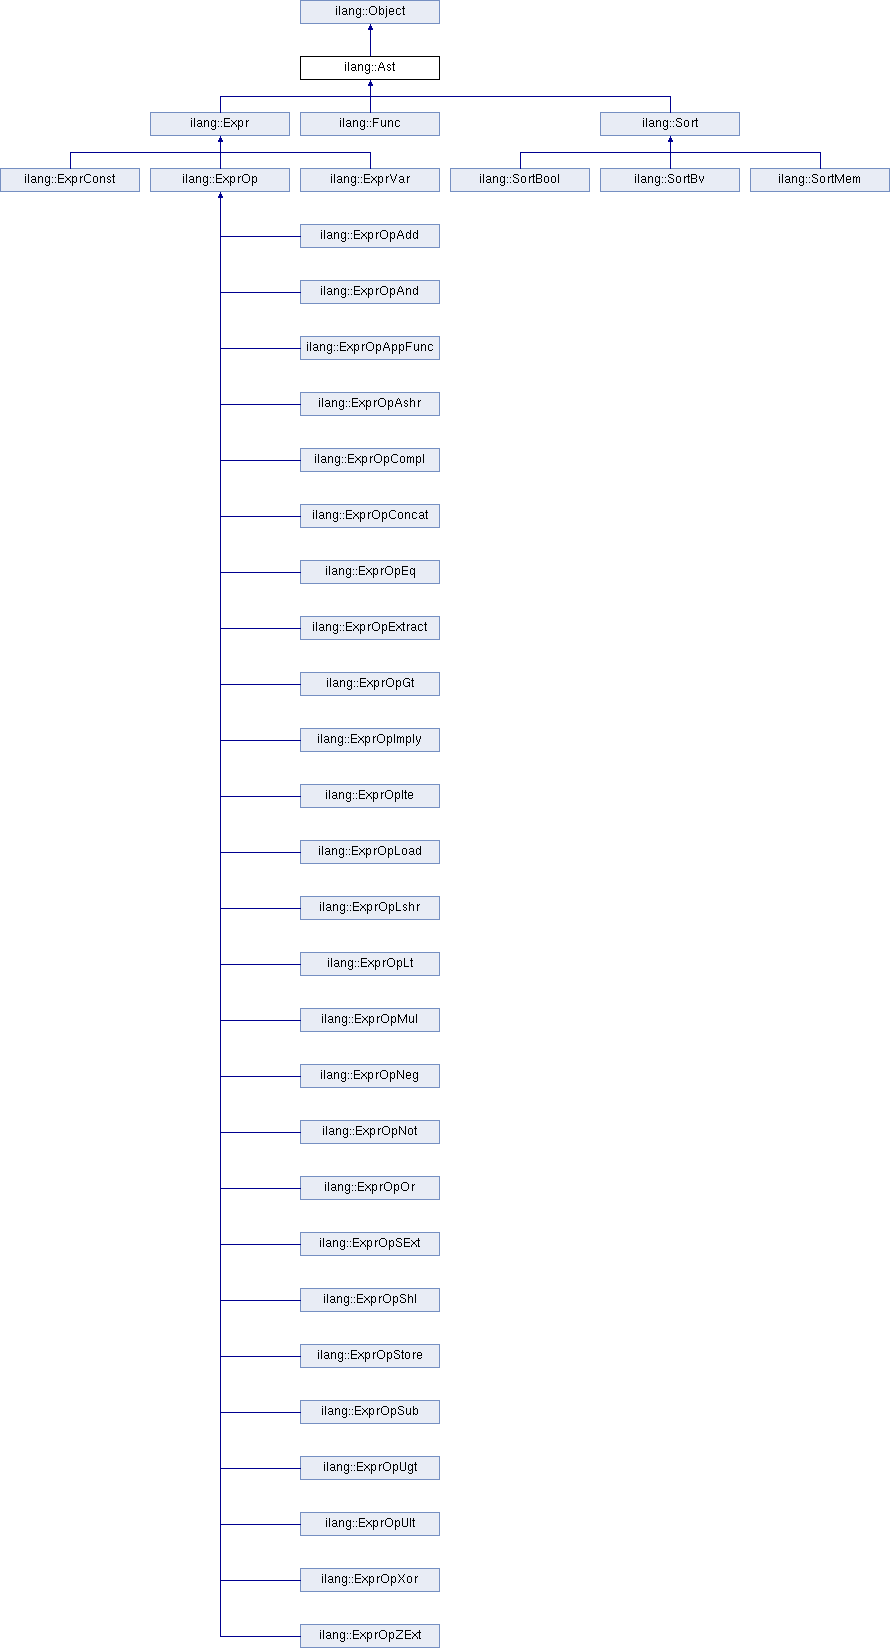 ilang::Object
ilang::Ast
ilang::Expr ilang::Func ilang::Sort
ilang::ExprConst ilang::ExprOp ilang::ExprVar ilang::SortBool ilang::SortBv ilang::SortMem
ilang::ExprOpAdd
ilang::ExprOpAnd
ilang::ExprOpAppFunc
ilang::ExprOpAshr
ilang::ExprOpCompl
ilang::ExprOpConcat
ilang::ExprOpEq
ilang::ExprOpExtract
ilang::ExprOpGt
ilang::ExprOpImply
ilang::ExprOpIte
ilang::ExprOpLoad
ilang::ExprOpLshr
ilang::ExprOpLt
ilang::ExprOpMul
ilang::ExprOpNeg
ilang::ExprOpNot
ilang::ExprOpOr
ilang::ExprOpSExt
ilang::ExprOpShl
ilang::ExprOpStore
ilang::ExprOpSub
ilang::ExprOpUgt
ilang::ExprOpUlt
ilang::ExprOpXor
ilang::ExprOpZExt